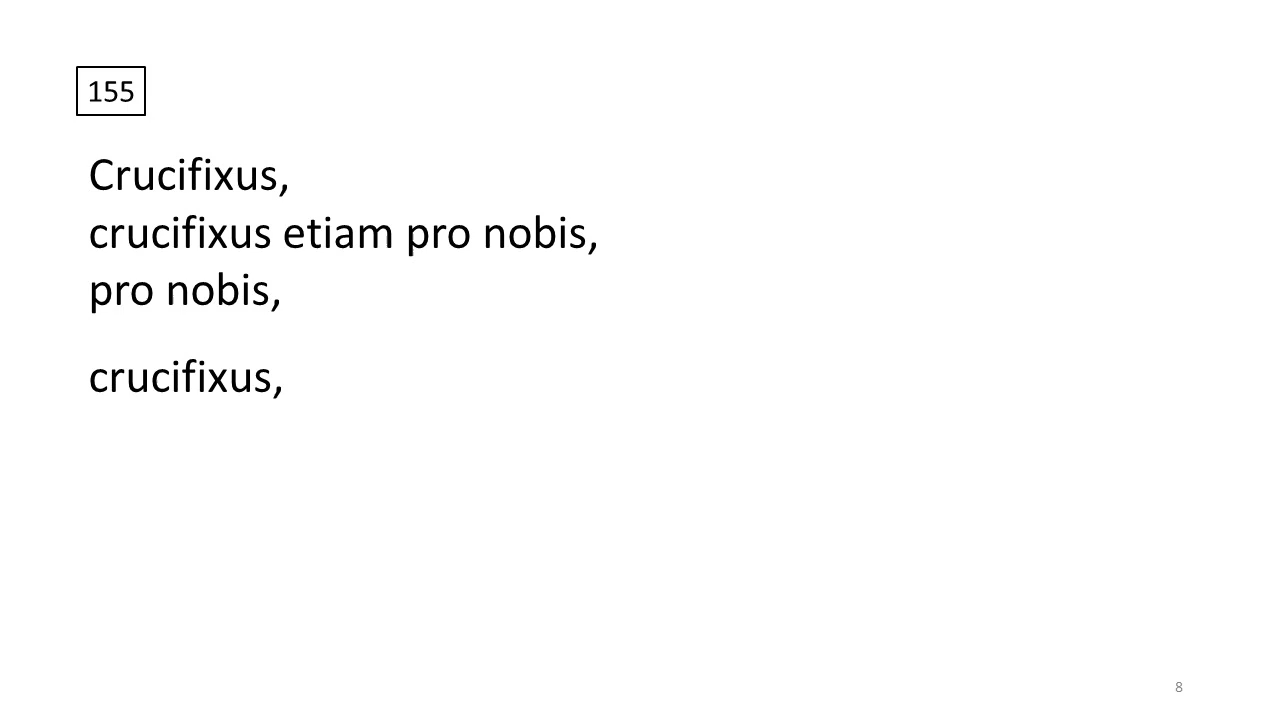 155
Crucifixus,
crucifixus etiam pro nobis,
pro nobis,
crucifixus,
8